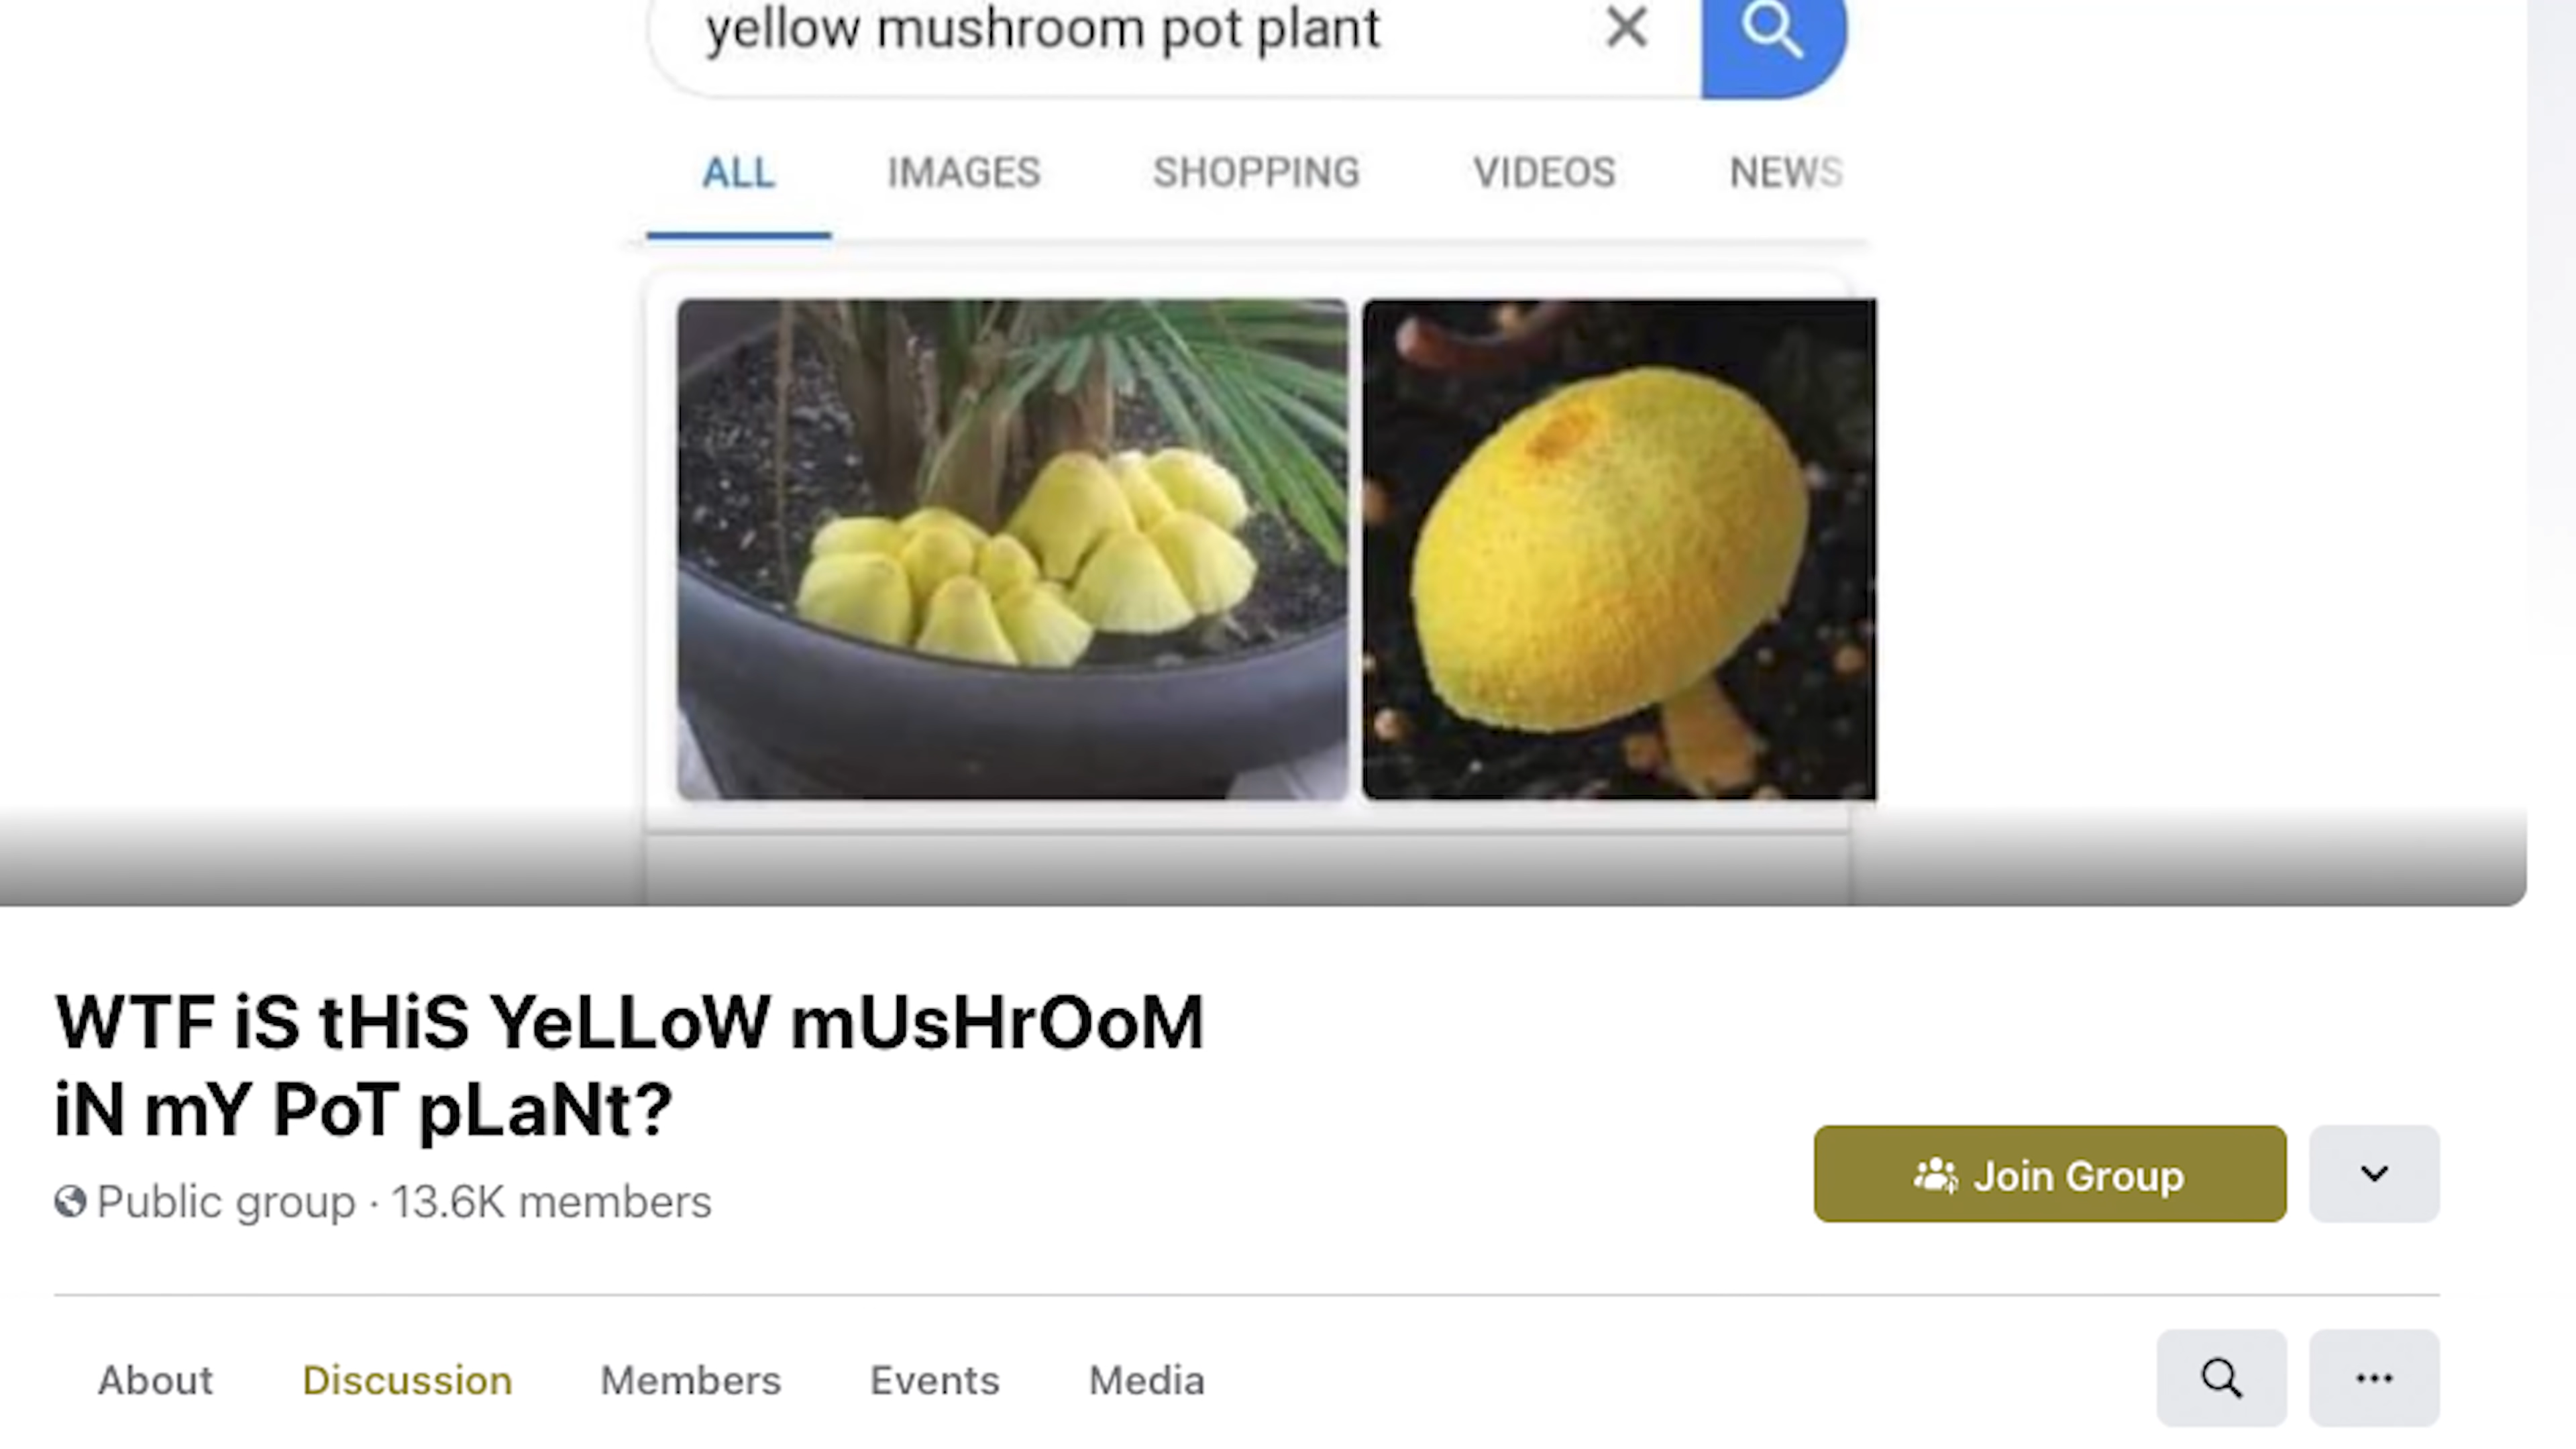 yellow mushroom pot plant
ALL IMAGES SHOPPING VIDEOS NEWS
WTF iS tHiS YeLLoW mUsHrOoM
iN mY PoT pLaNt?
Public group · 13.6K members
Join Group
About Discussion Members Events Media